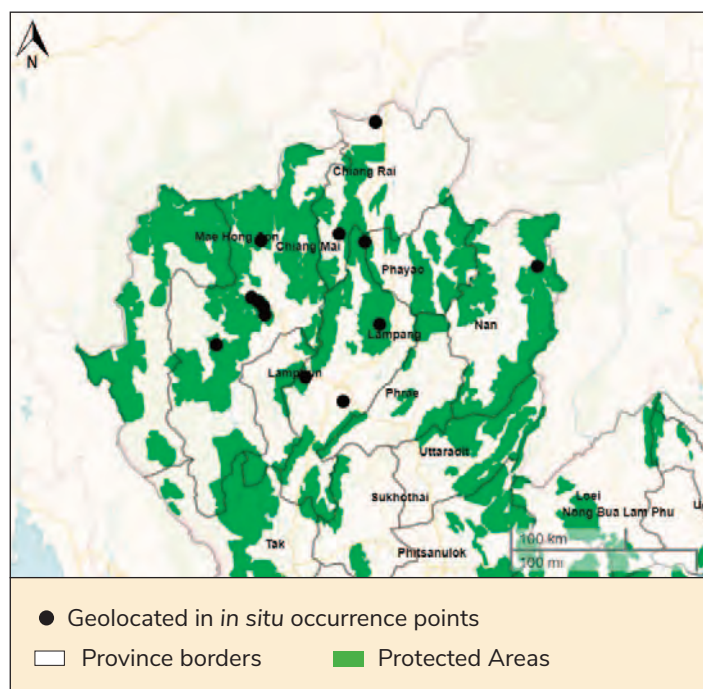 N
Chiang Rai
Mae Hong Son
Chiang Mai
Phayao
Nan
Lampang
Lamphun
Phrae
Uttaradit
Sukhothai
Loei
Nong Bua Lam Phu
Tak
Phitsanulok
100 km
100 mi
Geolocated in in situ occurrence points
Province borders
Protected Areas